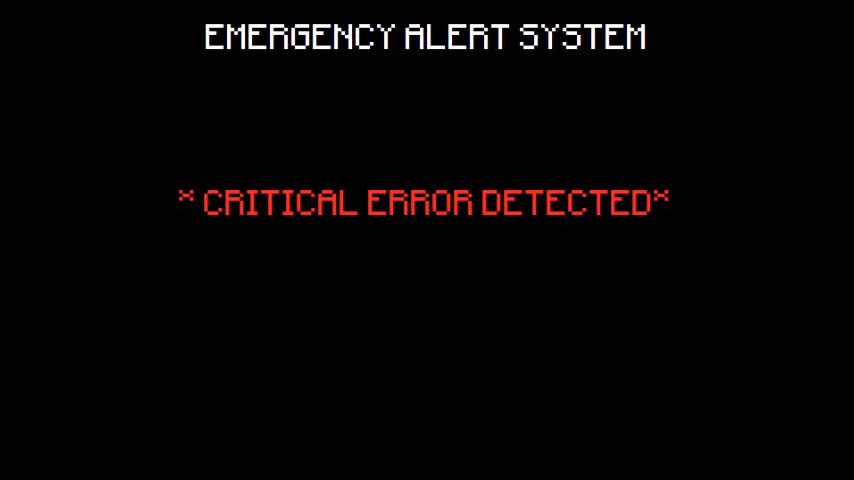 EMERGENCY ALERT SYSTEM
* CRITICAL ERROR DETECTED*